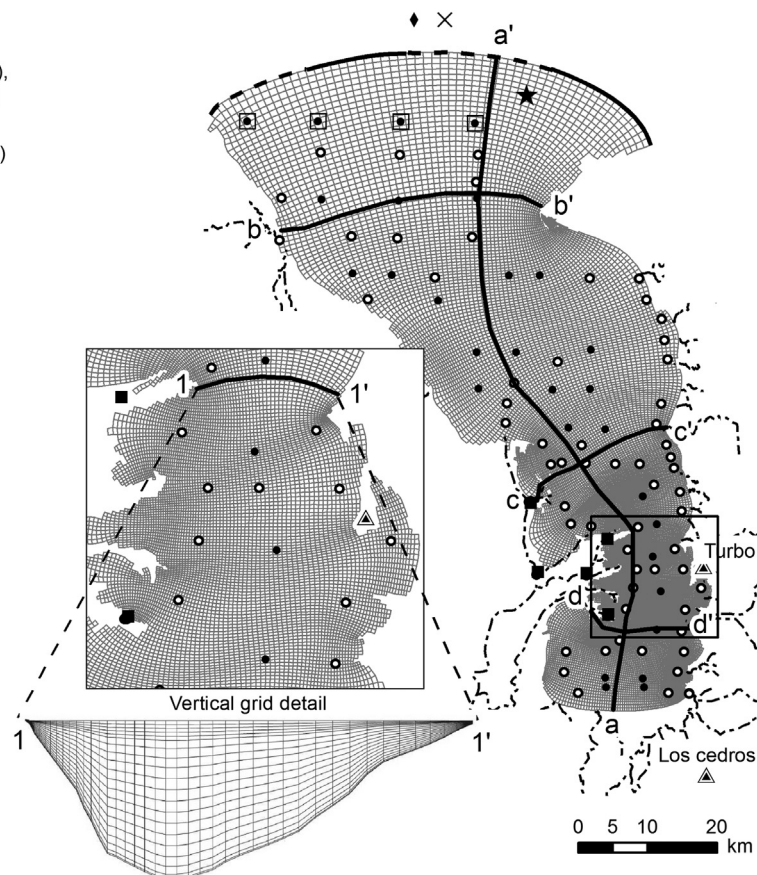 ),
)
a'
b
b'
1
1'
c'
c
Turbo
d
d'
Vertical grid detail
1
1'
a
Los cedros
0 5 10 20
km